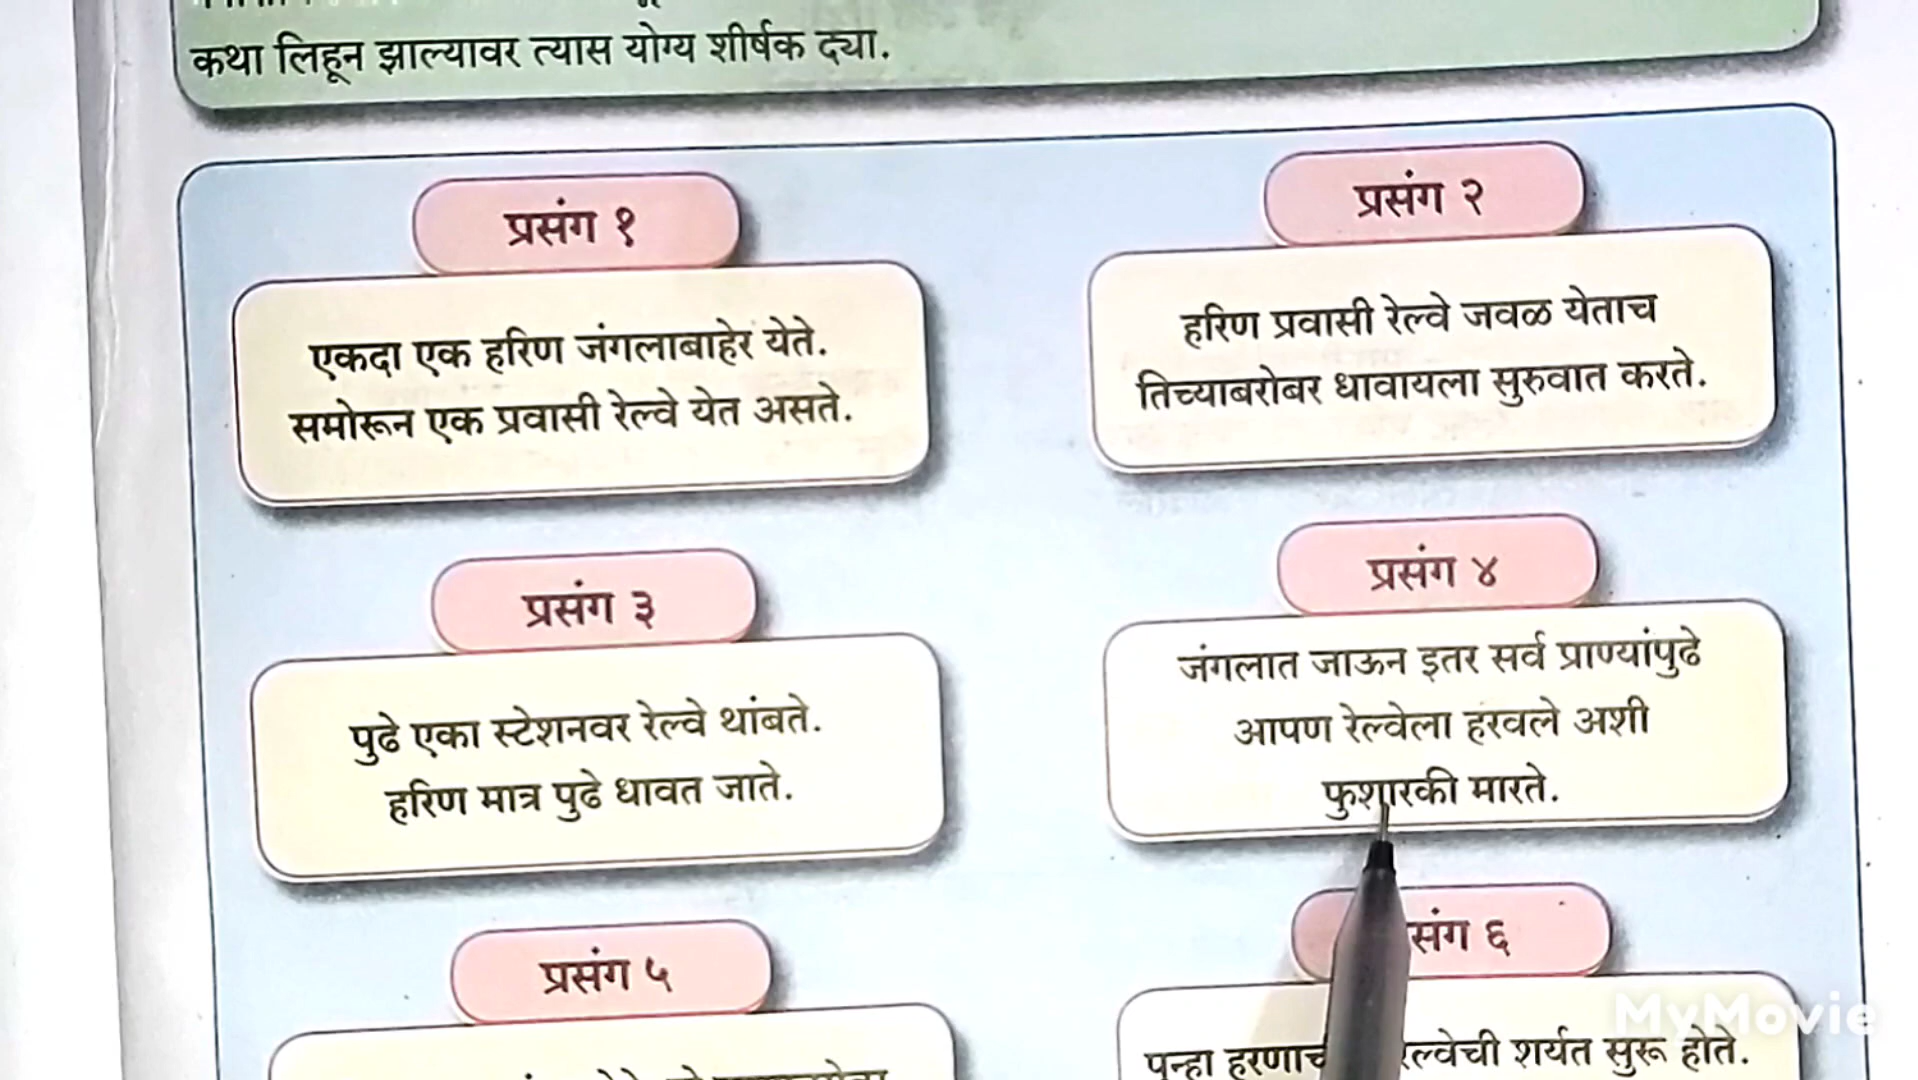 कथा लिहून झाल्यावर त्यास योग्य शीर्षक द्या.
प्रसंग १
एकदा एक हरिण जंगलाबाहेर येते.
समोरून एक प्रवासी रेल्वे येत असते.
प्रसंग २
हरिण प्रवासी रेल्वे जवळ येताच
तिच्याबरोबर धावायला सुरुवात करते.
प्रसंग ३
पुढे एका स्टेशनवर रेल्वे थांबते.
हरिण मात्र पुढे धावत जाते.
प्रसंग ४
जंगलात जाऊन इतर सर्व प्राण्यांपुढे
आपण रेल्वेला हरवले अशी
फुशारकी मारते.
प्रसंग ५
संग ६
पुन्हा शर्यत सुरू होते.
MyMovie